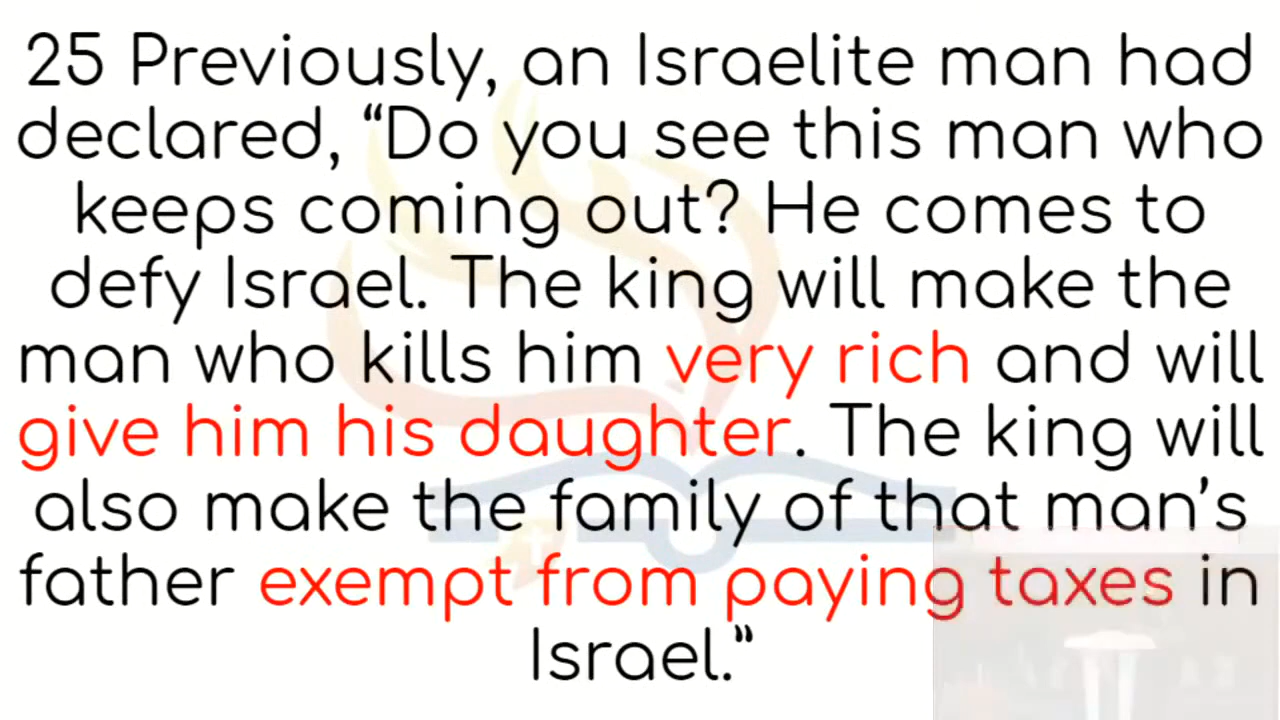 25 Previously, an Israelite man had
declared, “Do you see this man who
keeps coming out? He comes to
defy Israel. The king will make the
man who kills him very rich and will
give him his daughter. The king will
also make the family of that man’s
father exempt from paying taxes in
Israel.”